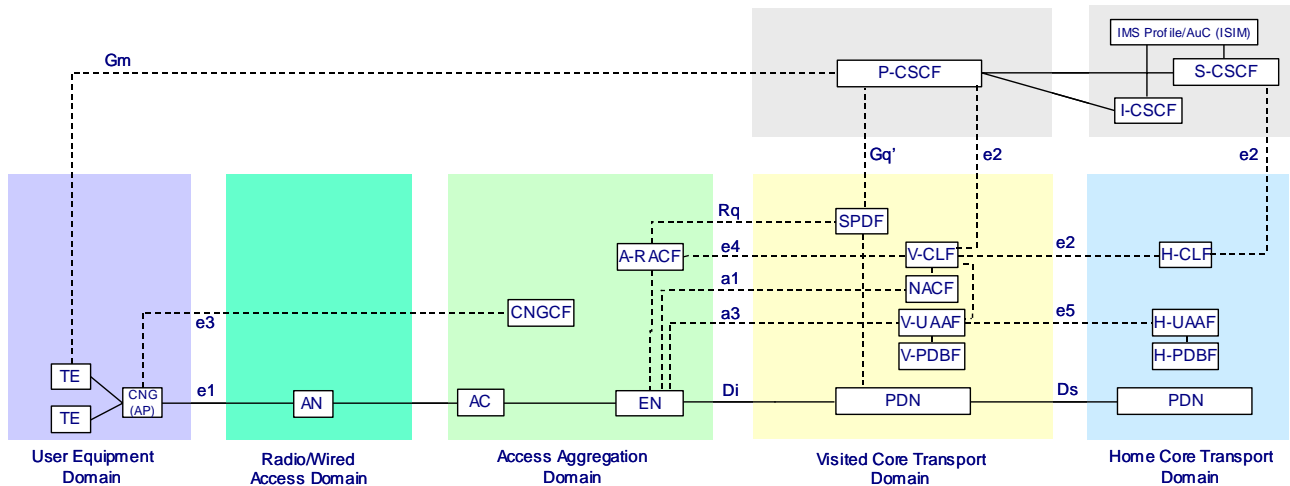 IMS Profile/AuC (ISIM)
Gm
P-CSCF
S-CSCF
I-CSCF
Gq’
e2
e2
Rq
SPDF
e4
A-RACF
V-CLF
e2
H-CLF
a1
NACF
CNGCF
e3
a3
V-UAAF
e5
H-UAAF
V-PDBF
H-PDBF
TE
CNG
(AP)
e1
AN
AC
EN
Di
PDN
Ds
PDN
TE
User Equipment
Domain
Radio/Wired
Access Domain
Access Aggregation
Domain
Visited Core Transport
Domain
Home Core Transport
Domain